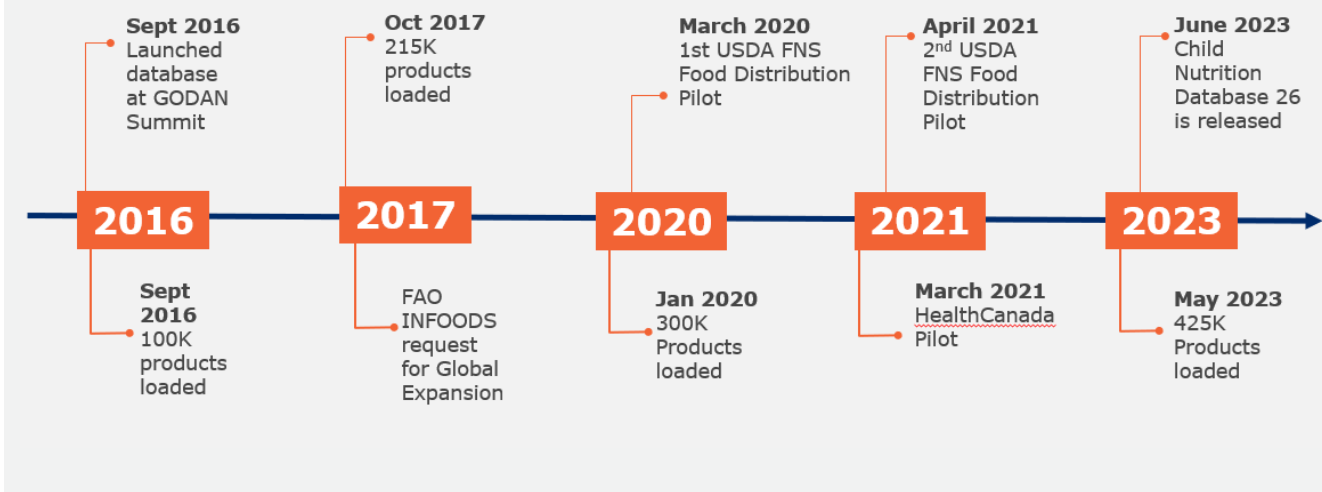 Sept 2016
Launched
database
at GODAN
Summit
Oct 2017
215K
products
loaded
March 2020
1st USDA FNS
Food Distribution
Pilot
April 2021
2nd USDA
FNS Food
Distribution
Pilot
June 2023
Child
Nutrition
Database 26
is released
2016
2017
2020
2021
2023
Sept
2016
100K
products
loaded
FAO
INFOODS
request
for Global
Expansion
Jan 2020
300K
Products
loaded
March 2021
HealthCanada
Pilot
May 2023
425K
Products
loaded